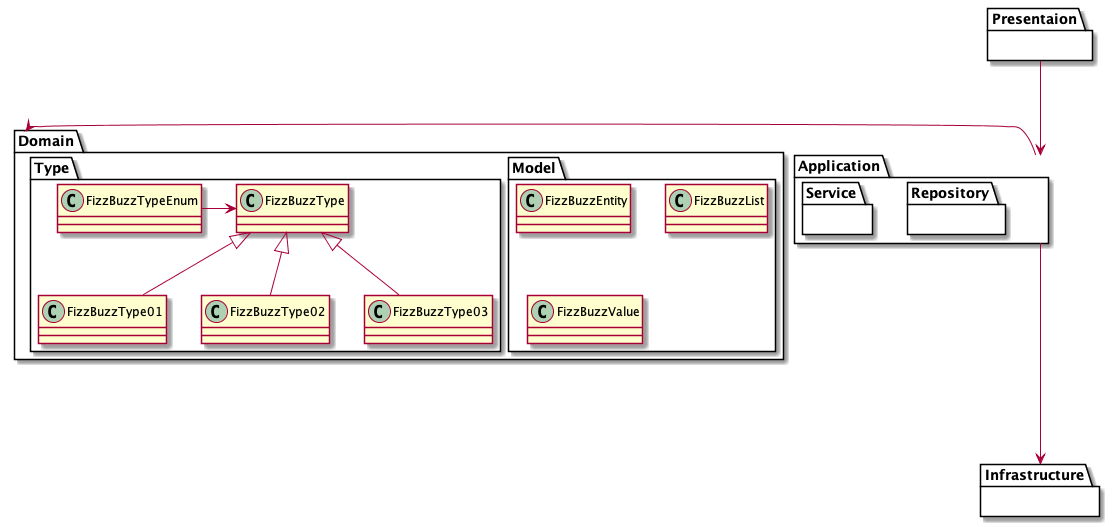 Presentaion
Domain
Type
Model
Application
C FizzBuzzTypeEnum
C FizzBuzzType
C FizzBuzzEntity
C FizzBuzzList
Service
Repository
C FizzBuzzType01
C FizzBuzzType02
C FizzBuzzType03
C FizzBuzzValue
Infrastructure